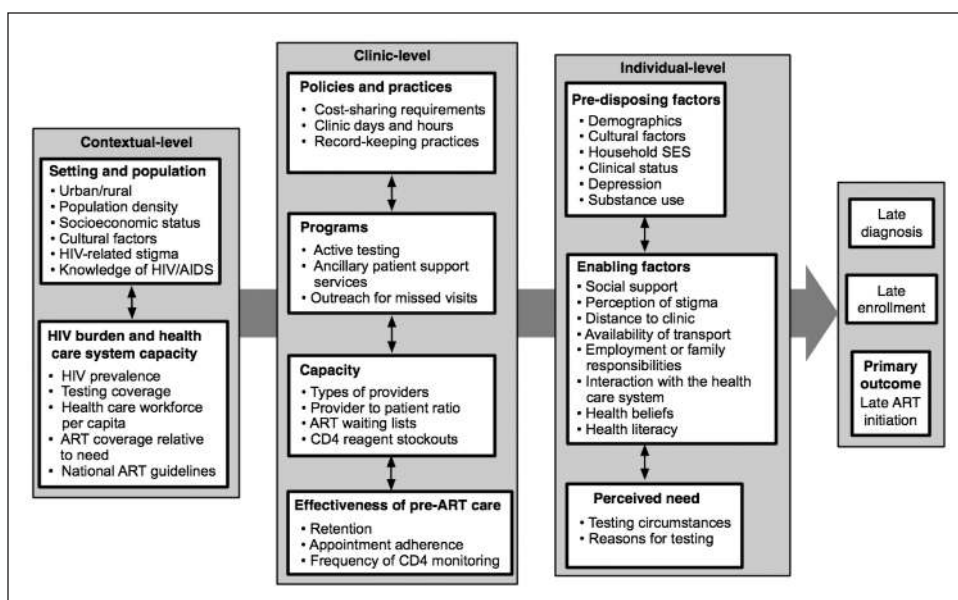 Contextual-level
Setting and population
• Urban/rural
• Population density
• Socioeconomic status
• Cultural factors
• HIV-related stigma
• Knowledge of HIV/AIDS
HIV burden and health
care system capacity
• HIV prevalence
• Testing coverage
• Health care workforce
per capita
• ART coverage relative
to need
• National ART guidelines
Clinic-level
Policies and practices
• Cost-sharing requirements
• Clinic days and hours
• Record-keeping practices
Programs
• Active testing
• Ancillary patient support
services
• Outreach for missed visits
Capacity
• Types of providers
• Provider to patient ratio
• ART waiting lists
• CD4 reagent stockouts
Effectiveness of pre-ART care
• Retention
• Appointment adherence
• Frequency of CD4 monitoring
Individual-level
Pre-disposing factors
• Demographics
• Cultural factors
• Household SES
• Clinical status
• Depression
• Substance use
Enabling factors
• Social support
• Perception of stigma
• Distance to clinic
• Availability of transport
• Employment or family
responsibilities
• Interaction with the health
care system
• Health beliefs
• Health literacy
Perceived need
• Testing circumstances
• Reasons for testing
Late
diagnosis
Late
enrollment
Primary
outcome
Late ART
initiation